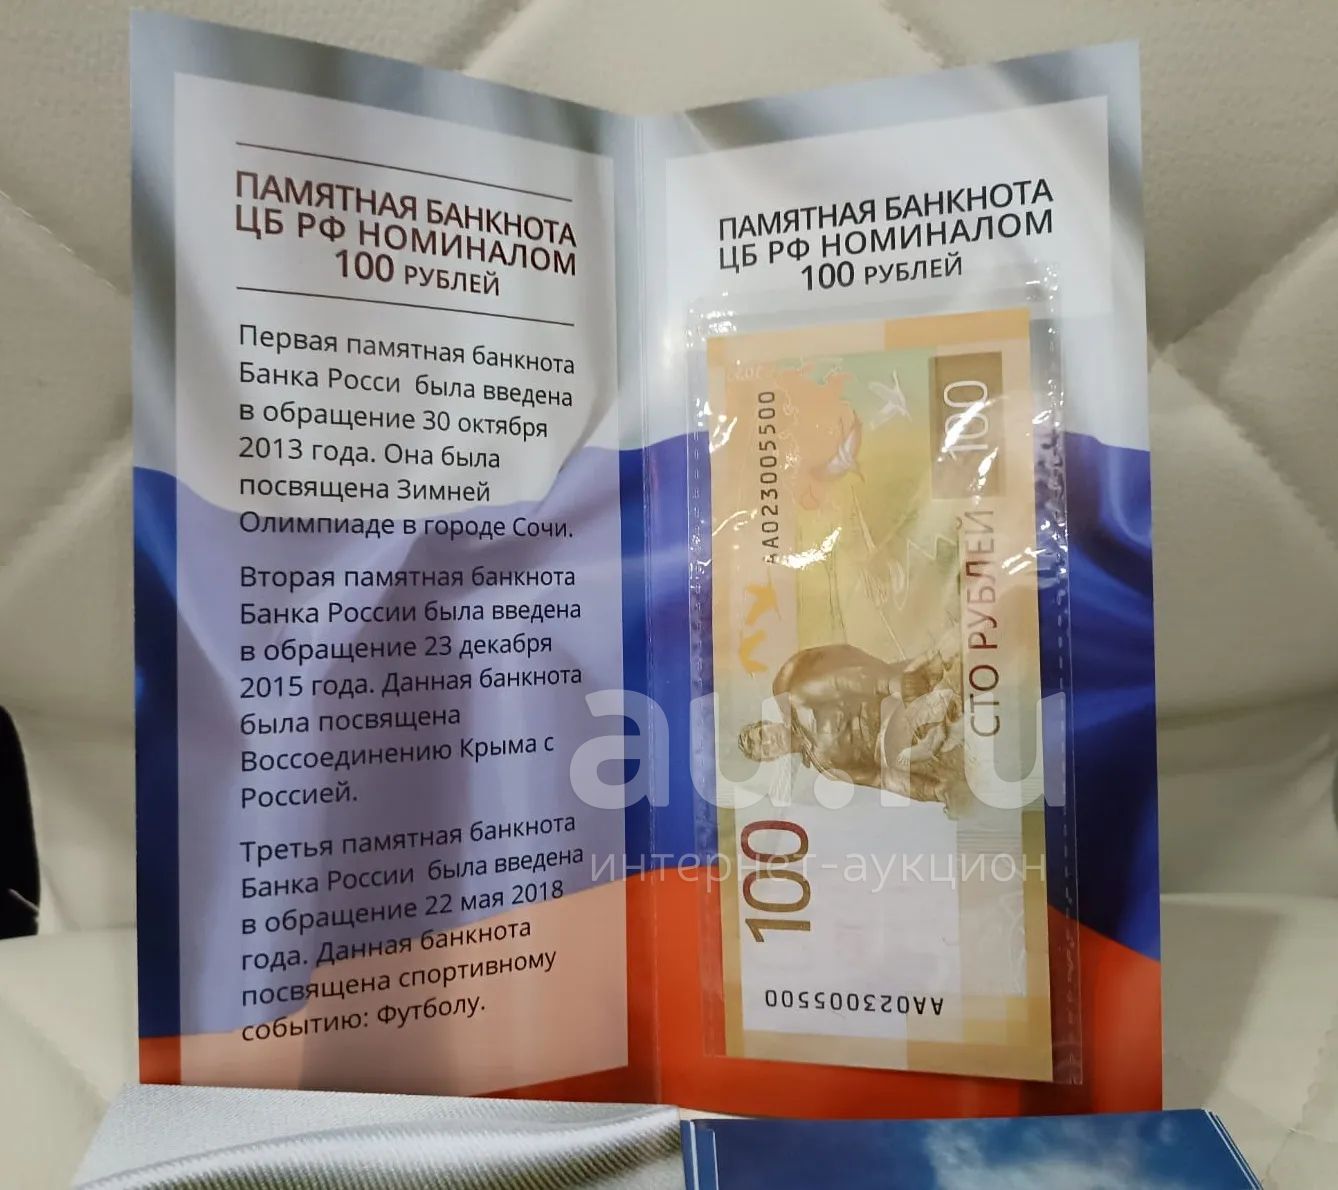 ПАМЯТНАЯ БАНКНОТА
ЦБ РФ НОМИНАЛОМ
100 РУБЛЕЙ
Первая памятная банкнота
Банка Росси была введена
в обращение 30 октября
2013 года. Она была
посвящена Зимней
Олимпиаде в городе Сочи.
Вторая памятная банкнота
Банка России была введена
в обращение 23 декабря
2015 года. Данная банкнота
была посвящена
Воссоединению Крыма с
Россией.
Третья памятная банкнота
Банка России была введена
в обращение 22 мая 2018
года. Данная банкнота
посвящена спортивному
событию: Футболу.
ПАМЯТНАЯ БАНКНОТА
ЦБ РФ НОМИНАЛОМ
100 РУБЛЕЙ
АА023005500
100
СТО РУБЛЕЙ
100
АА023005500
au.ru
интернет-аукцион